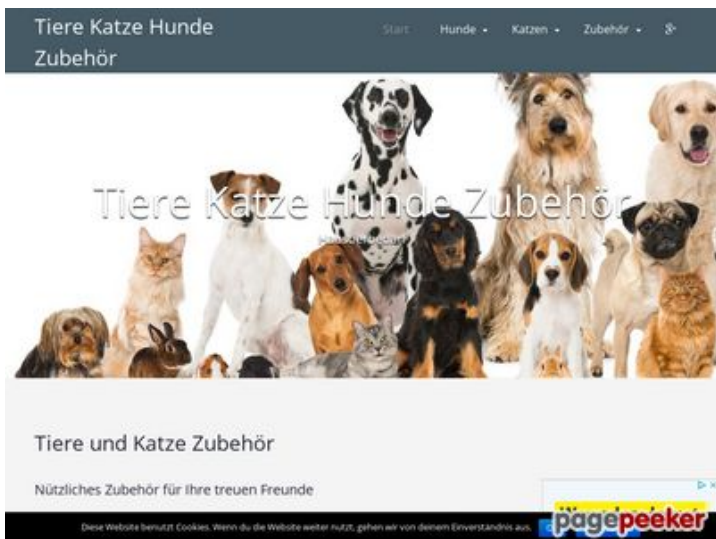 Tiere Katze Hunde
Zubehör
Start Hunde Katzen Zubehör g+
Tiere Katze Hunde Zubehör
Tiere und Katze Zubehör
Nützliches Zubehör für Ihre treuen Freunde
Diese Website benutzt Cookies. Wenn du die Website weiter nutzt, gehen wir von deinem Einverständnis aus.
pagepeeker